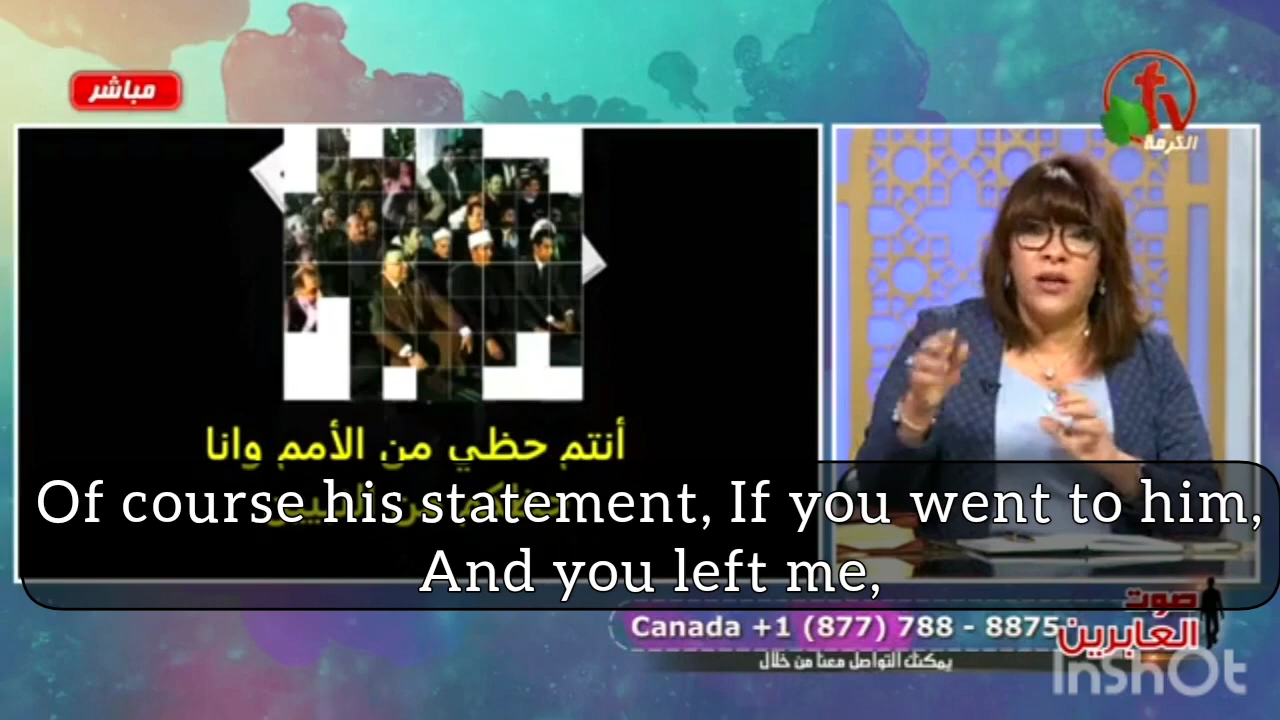 مباشر
tv
الكرمة
أنتم حظي من الأمم وانا
Of course his statement, If you went to him,
And you left me,
Canada +1 (877) 788 - 8875
يمكنك التواصل معنا من خلال
صوت
العابرين
InShOt